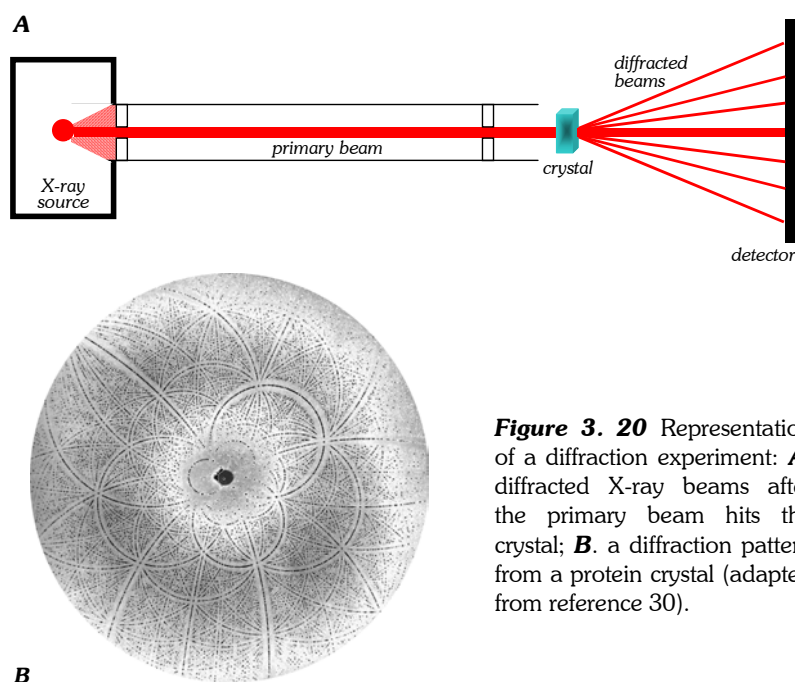 A
diffracted
beams
primary beam
crystal
X-ray
source
detector
Figure 3. 20 Representatio
of a diffraction experiment: A
diffracted X-ray beams afte
the primary beam hits th
crystal; B. a diffraction patter
from a protein crystal (adapte
from reference 30).
B